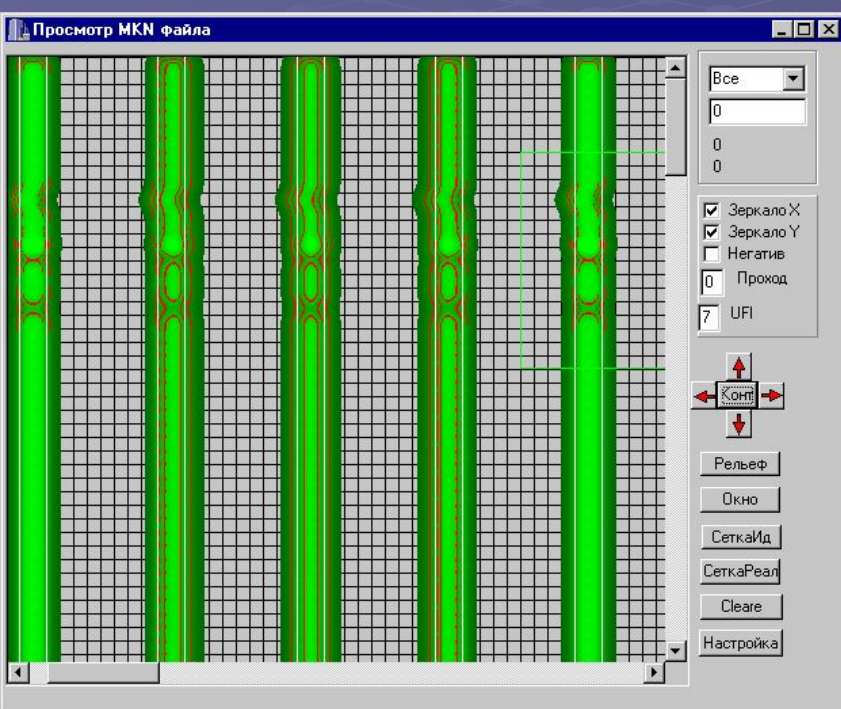 Просмотр MKN файла
Все
0
0
0
Зеркало X
Зеркало Y
Негатив
0 Проход
7 UFI
Конт
Рельеф
Окно
СеткаИд
СеткаРеал
Cleare
Настройка